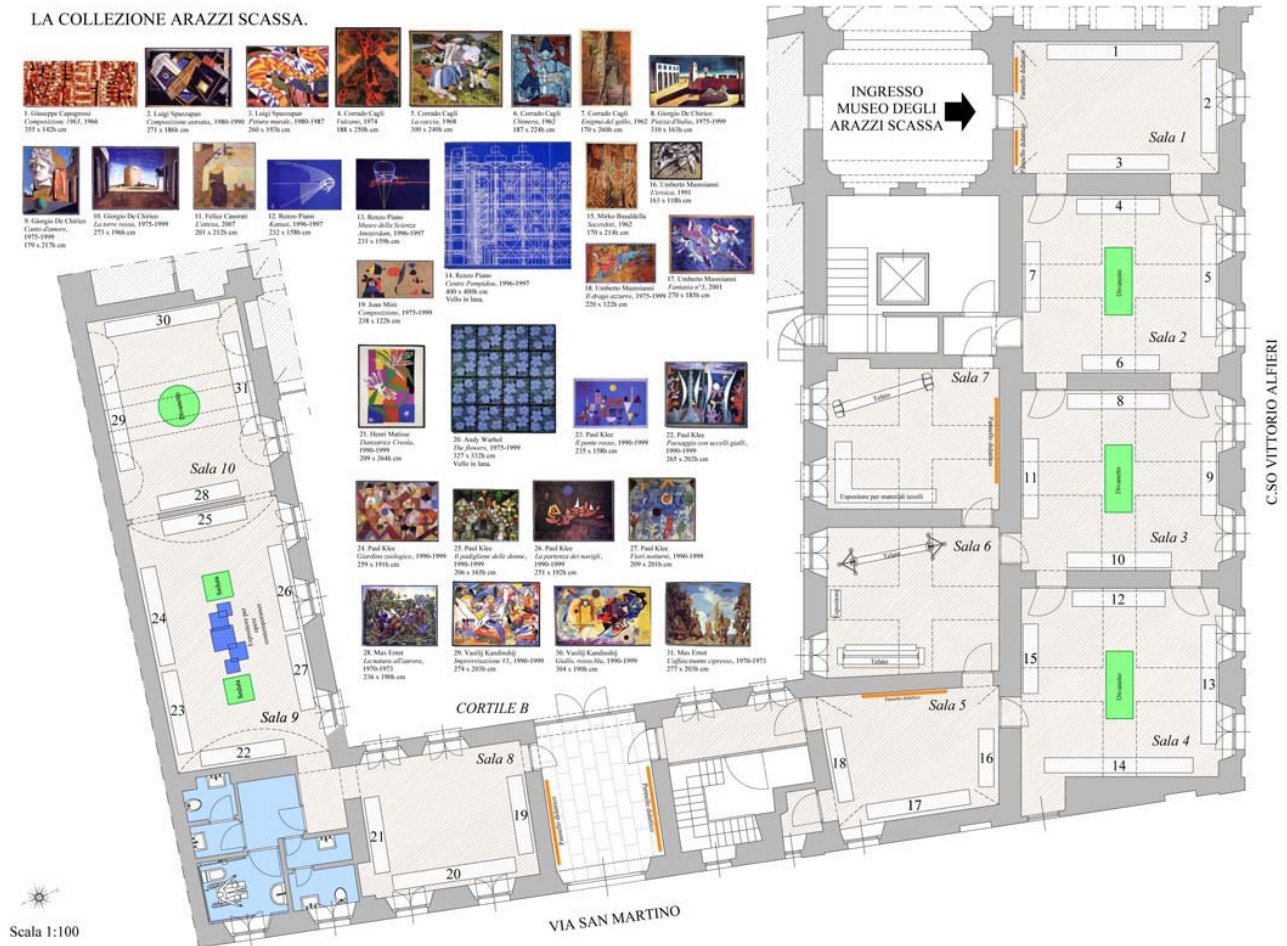 LA COLLEZIONE ARAZZI SCASSA.
1. Giuseppe Capogrossi
Composizione 1963, 1966
355 x 142h cm
2. Luigi Spazzapan
Composizione astratta, 1980-1990
271 x 186h cm
3. Luigi Spazzapan
Pittura murale, 1980-1987
260 x 197h cm
4. Corrado Cagli
Vulcano, 1974
188 x 250h cm
5. Corrado Cagli
La caccia, 1968
300 x 240h cm
6. Corrado Cagli
Chimera, 1962
187 x 224h cm
7. Corrado Cagli
Enigma del gallo, 1962
170 x 260h cm
8. Giorgio De Chirico
Piazza d'Italia, 1975-1999
310 x 163h cm
9. Giorgio De Chirico
Canto d'amore,
1975-1999
179 x 217h cm
10. Giorgio De Chirico
La torre rossa, 1975-1999
273 x 196h cm
11. Felice Casorati
L'attesa, 2007
201 x 212h cm
12. Renzo Piano
Kansai, 1996-1997
232 x 158h cm
13. Renzo Piano
Museo della Scienza
Amsterdam, 1996-1997
231 x 159h cm
14. Renzo Piano
Centre Pompidou, 1996-1997
400 x 400h cm
Vello in lana.
15. Mirko Basaldella
Sacerdoti, 1962
170 x 214h cm
16. Umberto Mastroianni
L'eroica, 1991
163 x 118h cm
17. Umberto Mastroianni
Fantasia n°3, 2001
270 x 185h cm
18. Umberto Mastroianni
Il drago azzurro, 1975-1999
220 x 122h cm
19. Joan Mirò
Composizione, 1975-1999
238 x 122h cm
21. Henri Matisse
Danzatrice Creola,
1990-1999
209 x 264h cm
20. Andy Warhol
The flowers, 1975-1999
327 x 332h cm
Vello in lana.
23. Paul Klee
Il ponte rosso, 1990-1999
235 x 158h cm
22. Paul Klee
Paesaggio con uccelli gialli,
1990-1999
265 x 202h cm
24. Paul Klee
Giardino zoologico, 1990-1999
259 x 191h cm
25. Paul Klee
Il padiglione delle donne,
1990-1999
206 x 165h cm
26. Paul Klee
La partenza dei navigli,
1990-1999
251 x 192h cm
27. Paul Klee
Fiori notturni, 1990-1999
209 x 201h cm
28. Max Ernst
La natura all'aurora,
1970-1973
236 x 190h cm
29. Vasilij Kandinskij
Improvvisazione 33, 1990-1999
274 x 203h cm
30. Vasilij Kandinskij
Giallo, rosso, blu, 1990-1999
304 x 190h cm
31. Max Ernst
L'affascinante cipresso, 1970-1973
277 x 203h cm
INGRESSO
MUSEO DEGLI
ARAZZI SCASSA
Pannello didattico
Pannello didattico
1
2
3
Sala 1
4
5
6
7
Divanetto
Sala 2
8
9
10
11
Divanetto
Sala 3
12
13
14
15
Divanetto
Sala 4
Sala 7
Telaio
Pannello didattico
Esposizione per materiali tessili
Sala 6
Telaio
Espositore
Telaio
Pannello didattico
Sala 5
16
17
18
CORTILE B
Pannello didattico
Pannello didattico
Sala 8
19
20
21
22
23
24
25
26
27
Seduta
Seduta
Sala 9
28
29
30
31
Divanetto
Sala 10
C.SO VITTORIO ALFIERI
VIA SAN MARTINO
Scala 1:100